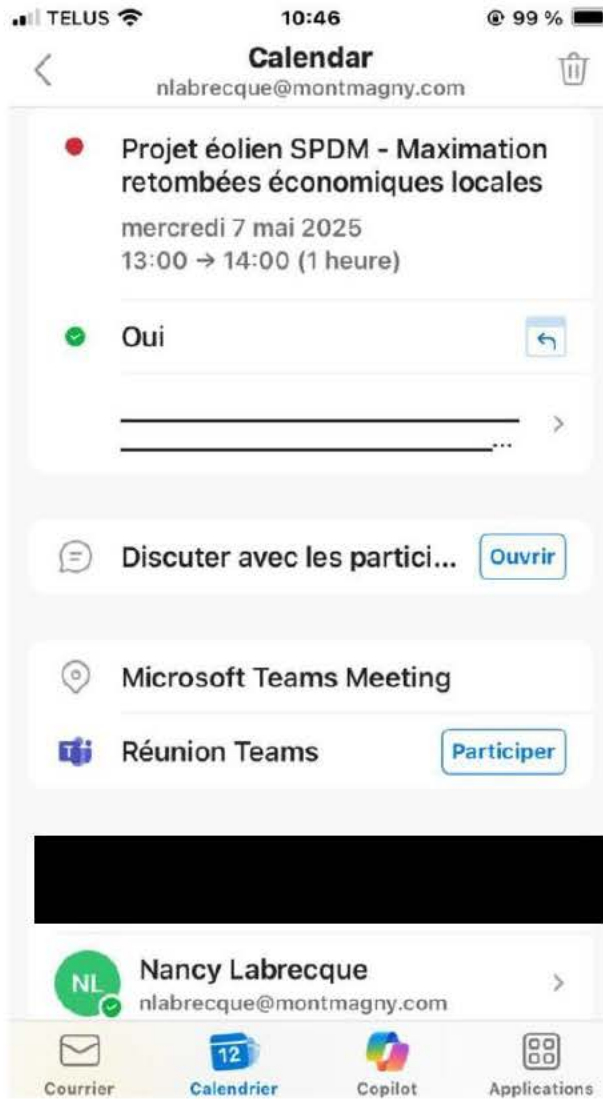 TELUS 10:46 99 %
Calendar
nlabrecque@montmagny.com
Projet éolien SPDM - Maximation
retombées économiques locales
mercredi 7 mai 2025
13:00 → 14:00 (1 heure)
Oui
...
Discuter avec les partici... Ouvrir
Microsoft Teams Meeting
Réunion Teams Participer
NL Nancy Labrecque
nlabrecque@montmagny.com
12
Courrier Calendrier Copilot Applications